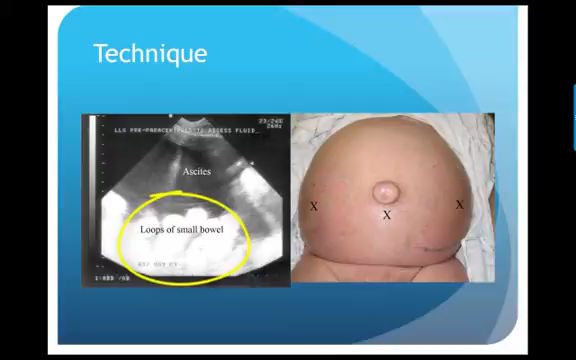 Technique
LLQ PRE-PARACENTESIS TO ASSESS FLUID
Ascites
Loops of small bowel
X
X
X